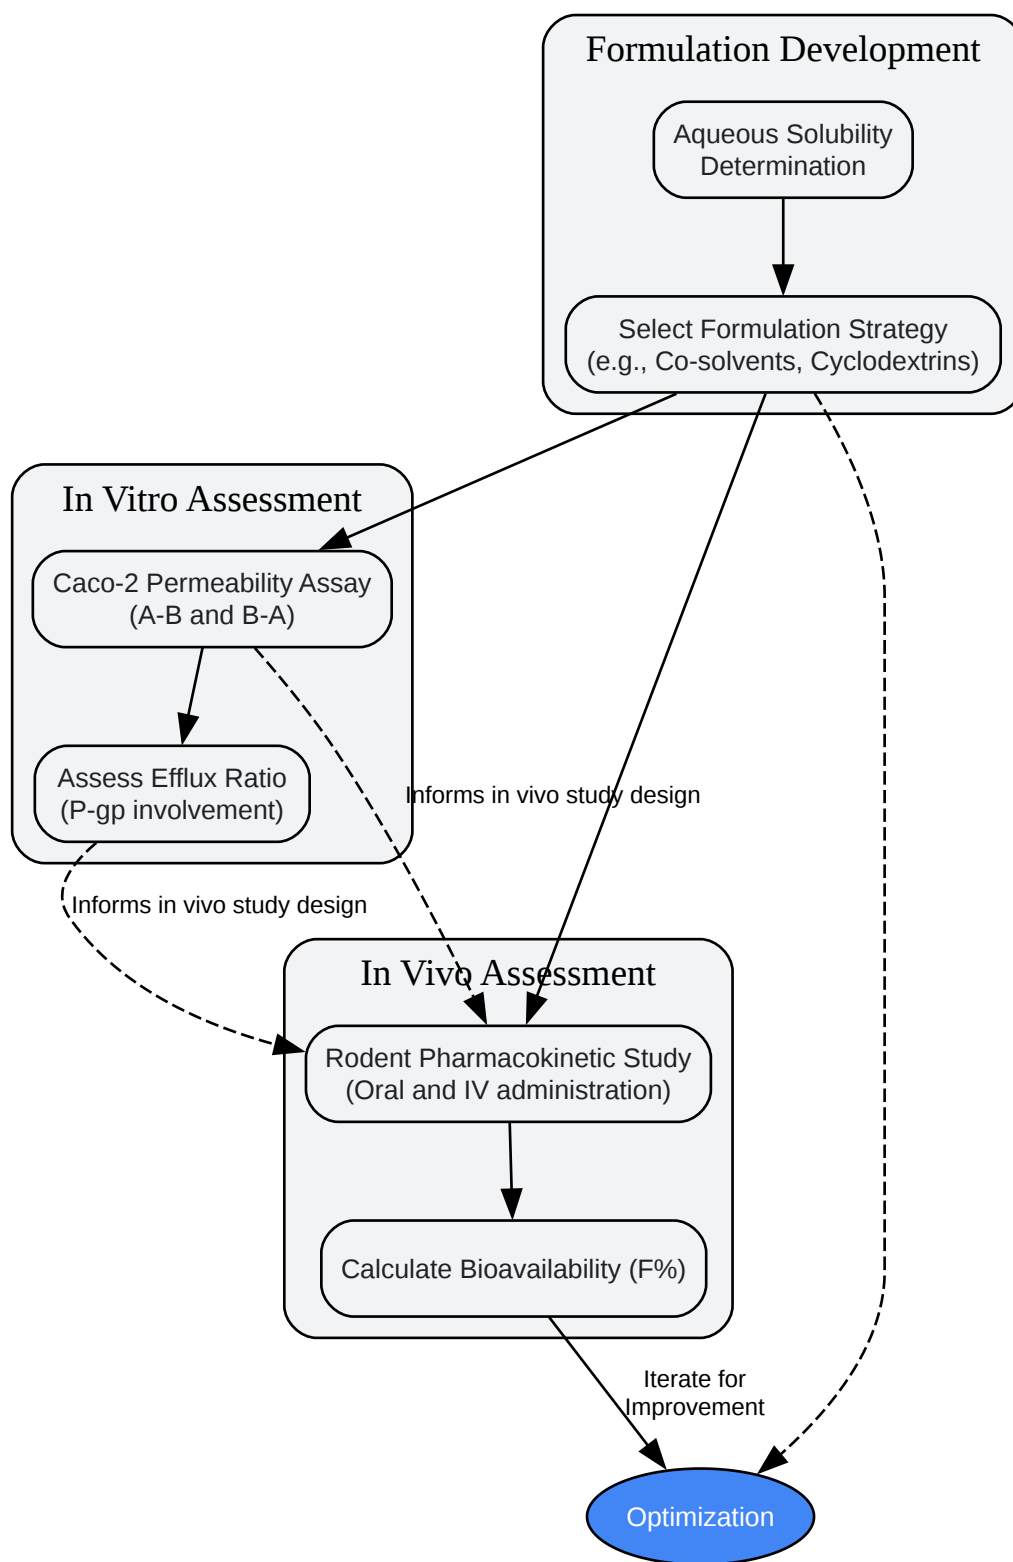 Formulation Development
Aqueous Solubility
Determination
Select Formulation Strategy
(e.g., Co-solvents, Cyclodextrins)
In Vitro Assessment
Caco-2 Permeability Assay
(A-B and B-A)
Assess Efflux Ratio
(P-gp involvement)
Informs in vivo study design
Informs in vivo study design
In Vivo Assessment
Rodent Pharmacokinetic Study
(Oral and IV administration)
Calculate Bioavailability (F%)
Iterate for
Improvement
Optimization